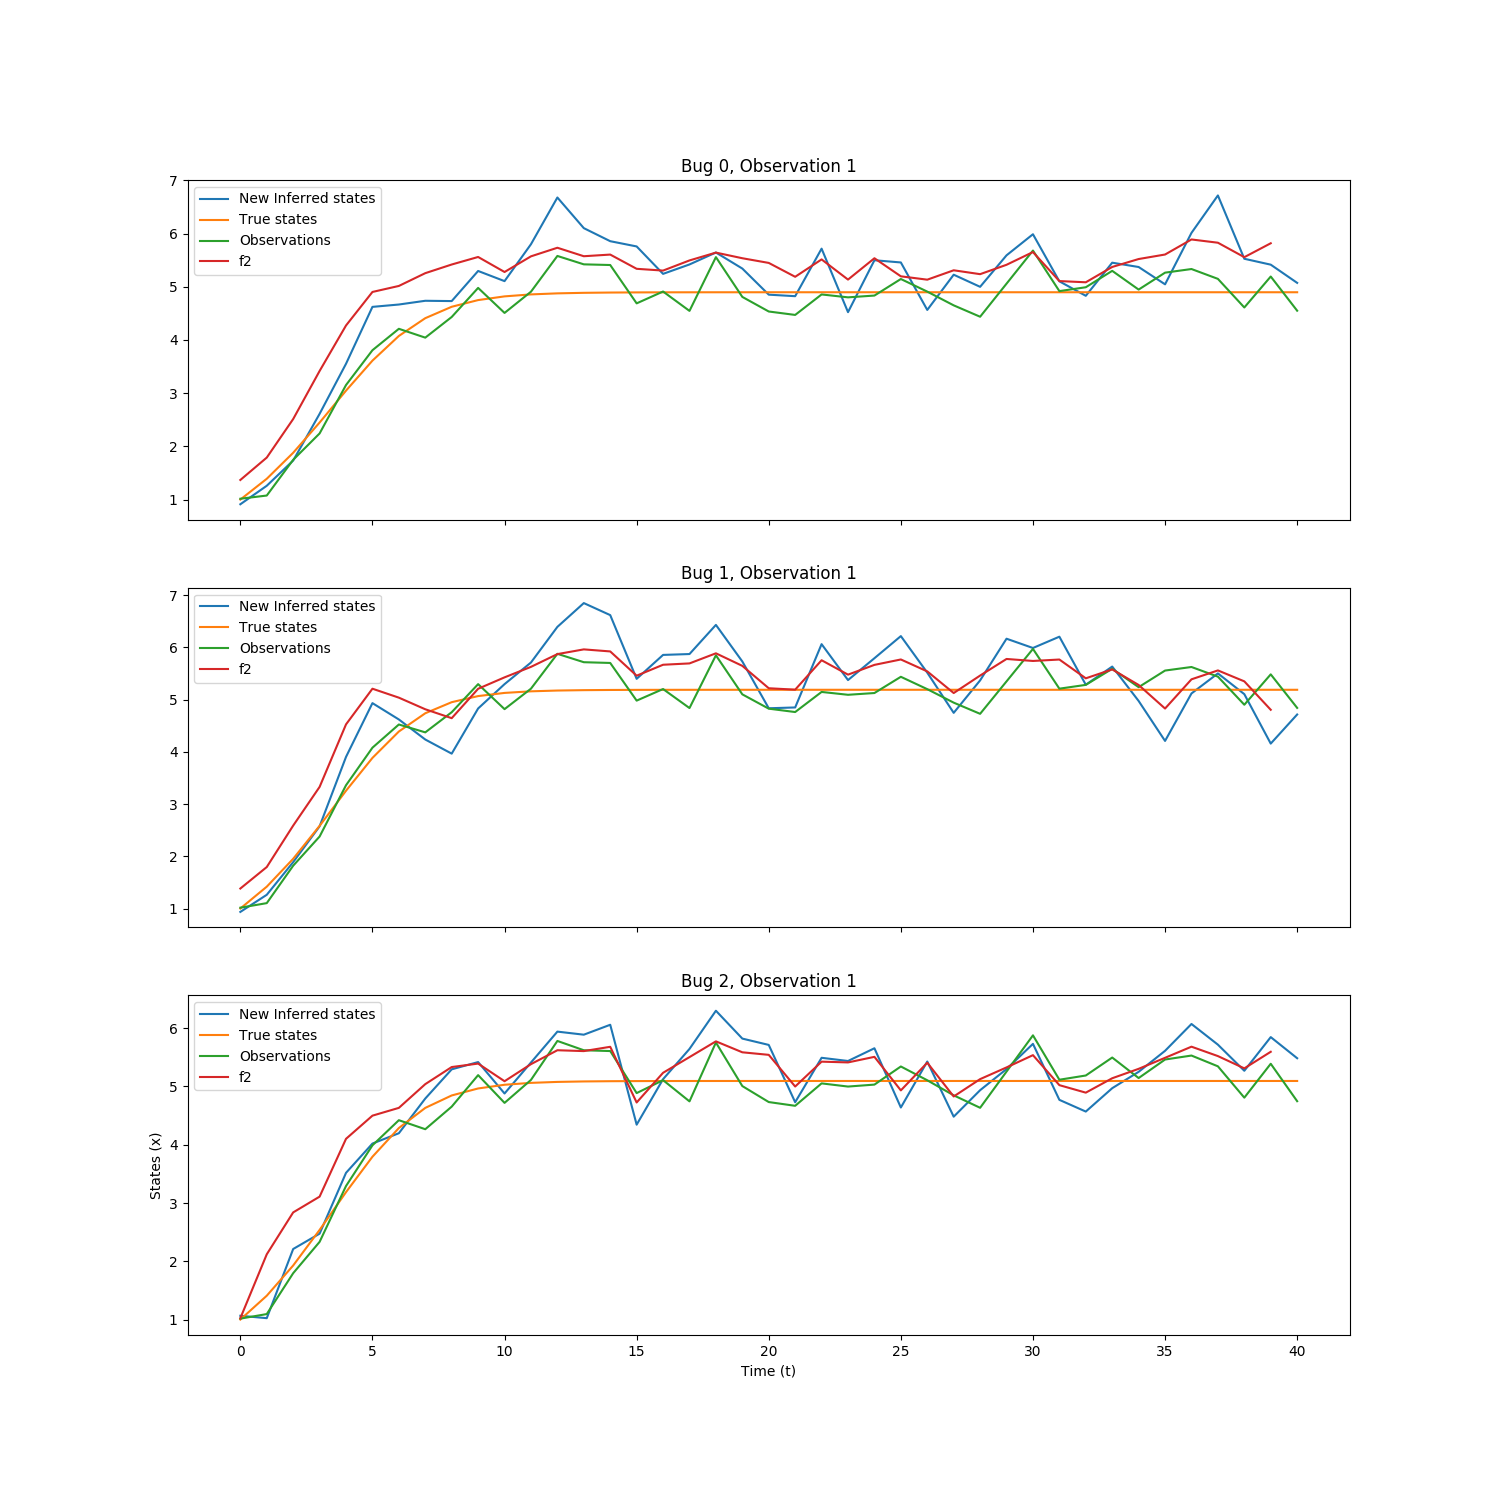 Bug 0, Observation 1
7
6
5
4
3
2
1
New Inferred states
True states
Observations
f2
Bug 1, Observation 1
7
6
5
4
3
2
1
New Inferred states
True states
Observations
f2
Bug 2, Observation 1
States (x)
6
5
4
3
2
1
New Inferred states
True states
Observations
f2
0 5 10 15 20 25 30 35 40
Time (t)